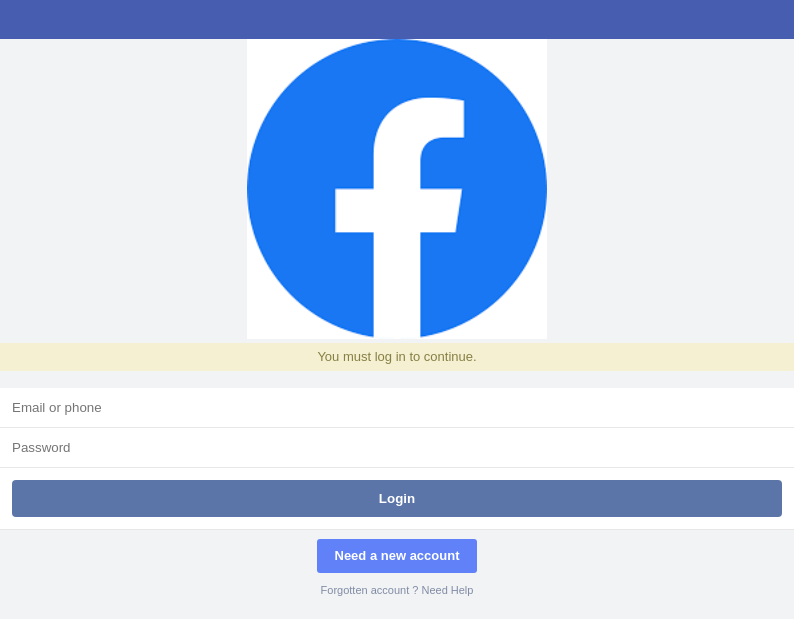 You must log in to continue.
Email or phone
Password
Login
Need a new account
Forgotten account ? Need Help